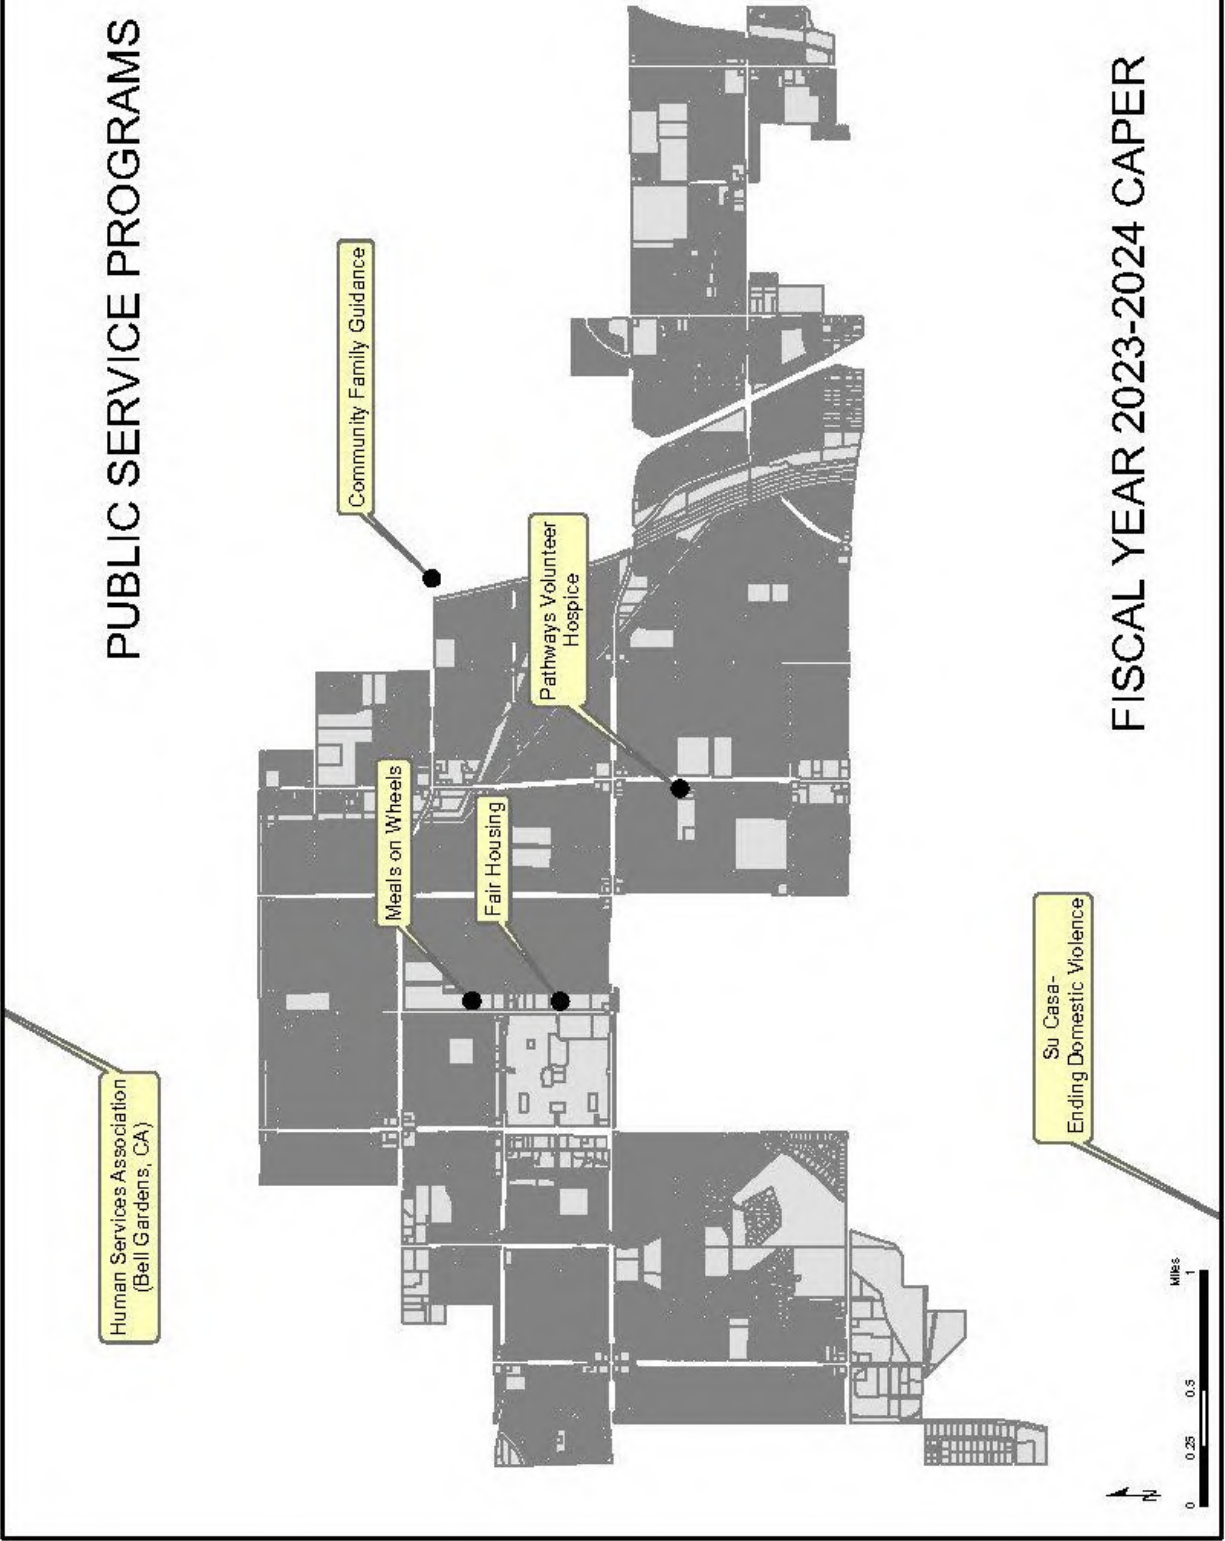 PUBLIC SERVICE PROGRAMS
Human Services Association
(Bell Gardens, CA)
Community Family Guidance
Meals on Wheels
Fair Housing
Pathways Volunteer
Hospice
Su Casa-
Ending Domestic Violence
FISCAL YEAR 2023-2024 CAPER
N
Miles
0 0.25 0.5 1